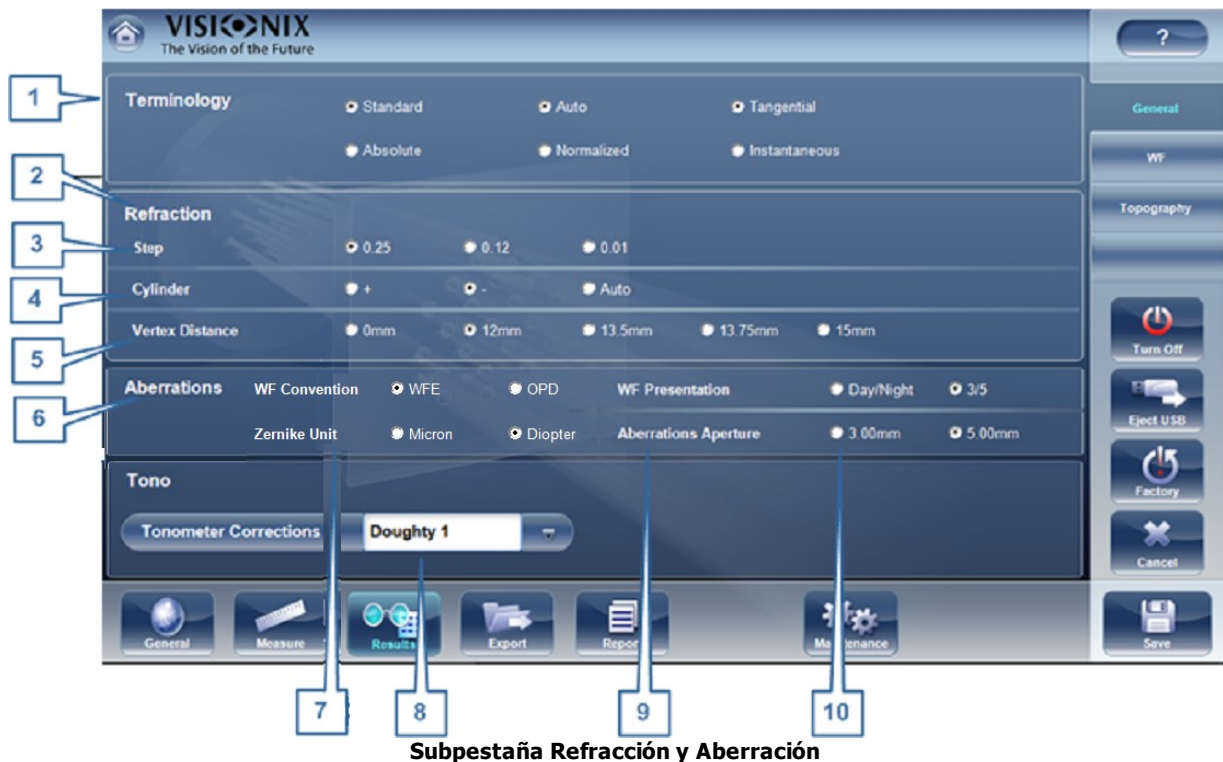 VISIONIX
The Vision of the Future
?
1
Terminology Standard Auto Tangential
General
Absolute Normalized Instantaneous
WF
2
Refraction
Topography
3
Step 0.25 0.12 0.01
4
Cylinder + - Auto
5
Vertex Distance 0mm 12mm 13.5mm 13.75mm 15mm
Turn Off
6
Aberrations WF Convention WFE OPD WF Presentation Day/Night 3/5
Eject USB
Zernike Unit Micron Diopter Aberrations Aperture 3.00mm 5.00mm
Tono
Factory
Tonometer Corrections Doughty 1
Cancel
General Measure Results Export Report Maintenance Save
7 8 9 10
Subpestaña Refracción y Aberración